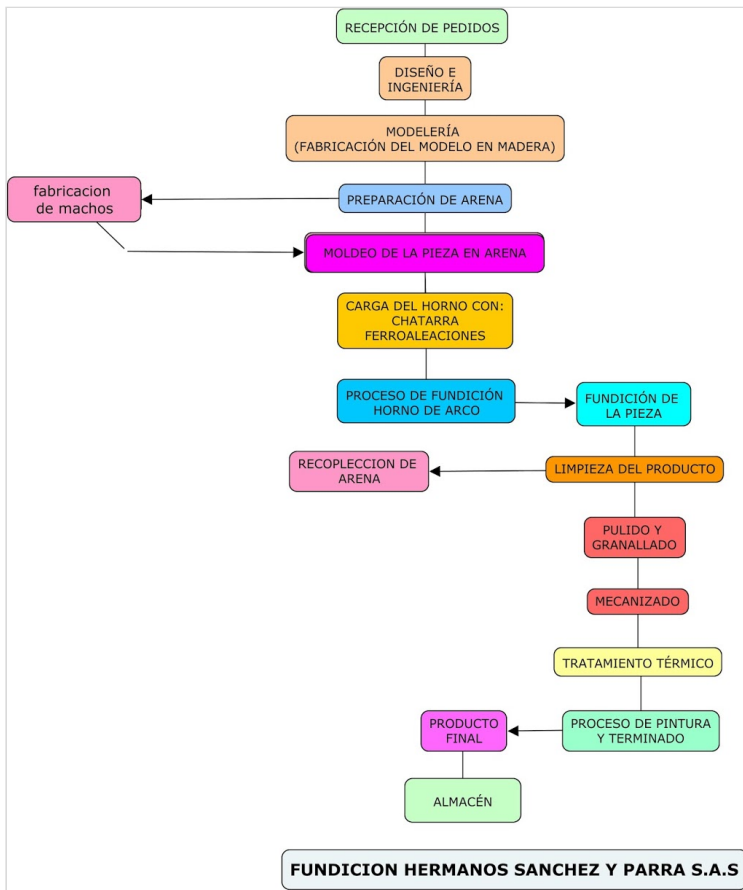 RECEPCIÓN DE PEDIDOS
DISEÑO E
INGENIERÍA
MODELERÍA
(FABRICACIÓN DEL MODELO EN MADERA)
fabricacion
de machos
PREPARACIÓN DE ARENA
MOLDEO DE LA PIEZA EN ARENA
CARGA DEL HORNO CON:
CHATARRA
FERROALEACIONES
PROCESO DE FUNDICIÓN
HORNO DE ARCO
FUNDICIÓN DE
LA PIEZA
RECOPLECCION DE
ARENA
LIMPIEZA DEL PRODUCTO
PULIDO Y
GRANALLADO
MECANIZADO
TRATAMIENTO TÉRMICO
PRODUCTO
FINAL
PROCESO DE PINTURA
Y TERMINADO
ALMACÉN
FUNDICION HERMANOS SANCHEZ Y PARRA S.A.S